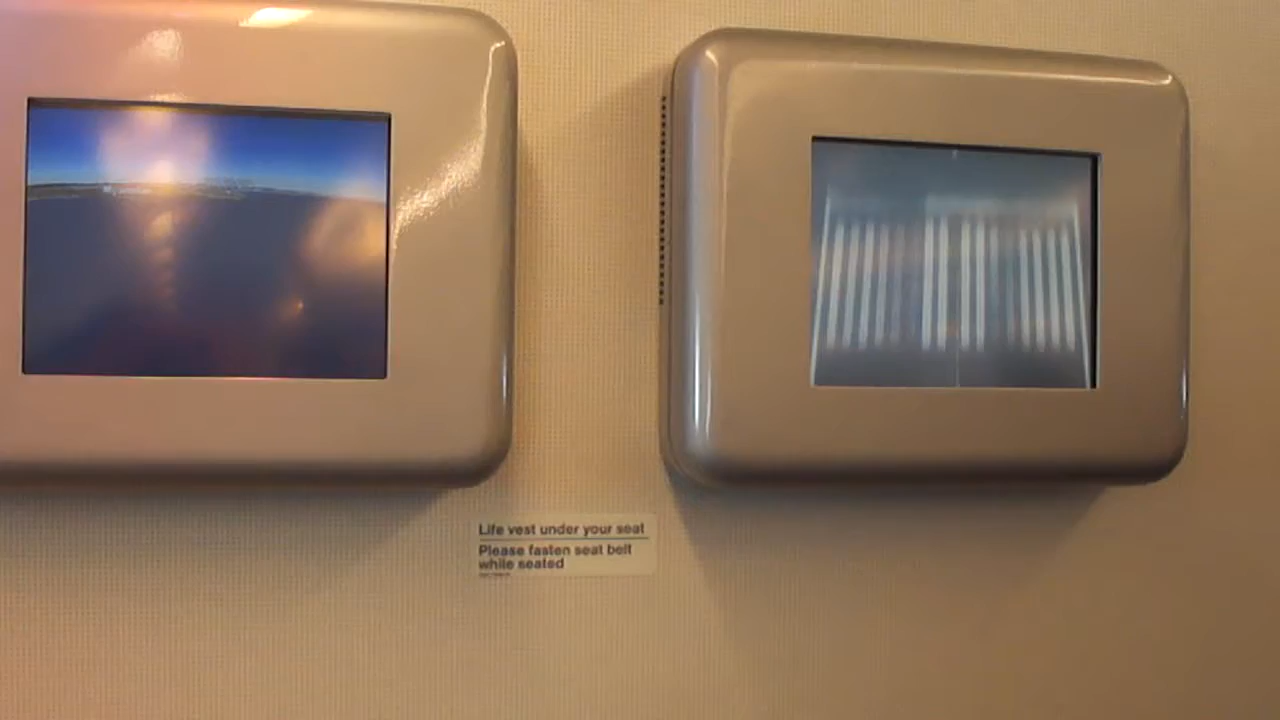 Life vest under your seat
Please fasten seat belt
while seated